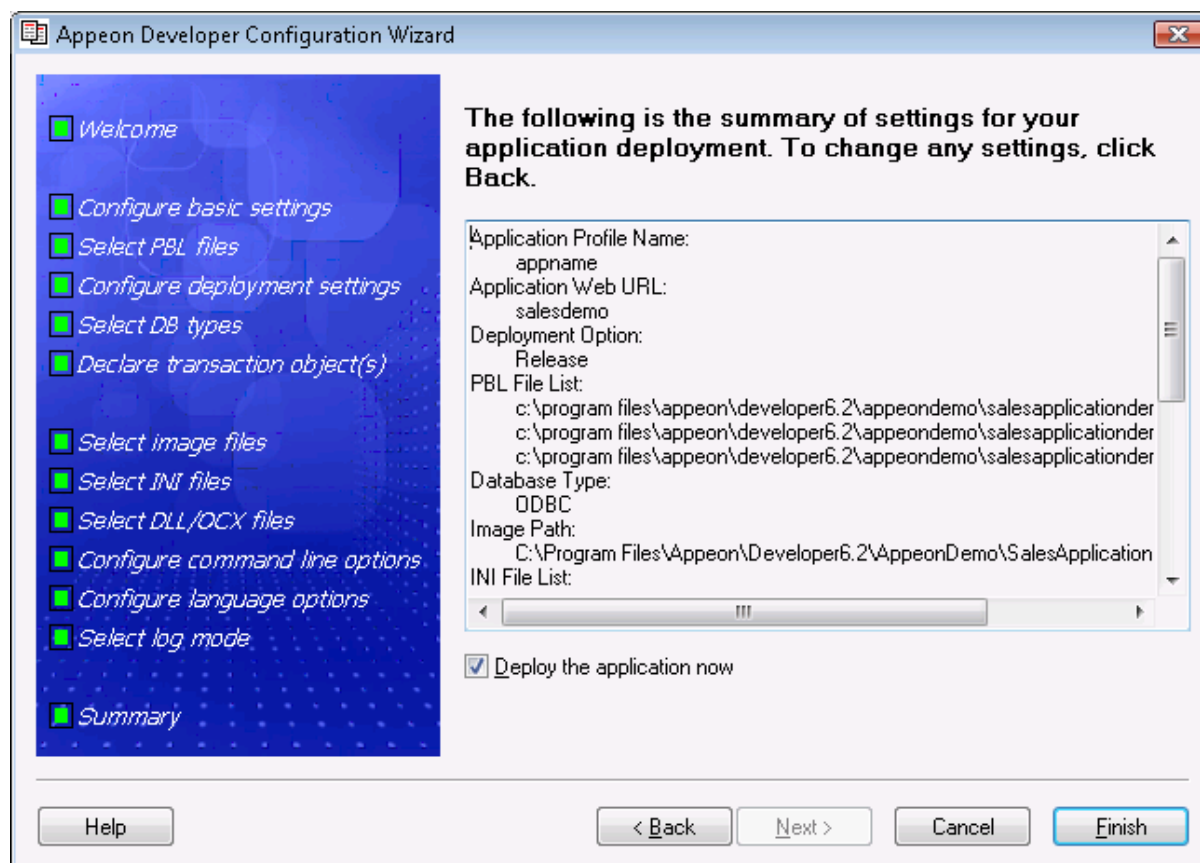 Appeon Developer Configuration Wizard
Welcome
Configure basic settings
Select PBL files
Configure deployment settings
Select DB types
Declare transaction object(s)
Select image files
Select INI files
Select DLL/OCX files
Configure command line options
Configure language options
Select log mode
Summary
The following is the summary of settings for your
application deployment. To change any settings, click
Back.
Application Profile Name:
appname
Application Web URL:
salesdemo
Deployment Option:
Release
PBL File List:
c:\program files\appeon\developer6.2\appeondemo\salesapplicationder
c:\program files\appeon\developer6.2\appeondemo\salesapplicationder
c:\program files\appeon\developer6.2\appeondemo\salesapplicationder
Database Type:
ODBC
Image Path:
C:\Program Files\Appeon\Developer6.2\AppeonDemo\SalesApplication
INI File List:
Deploy the application now
Help
< Back
Next >
Cancel
Finish